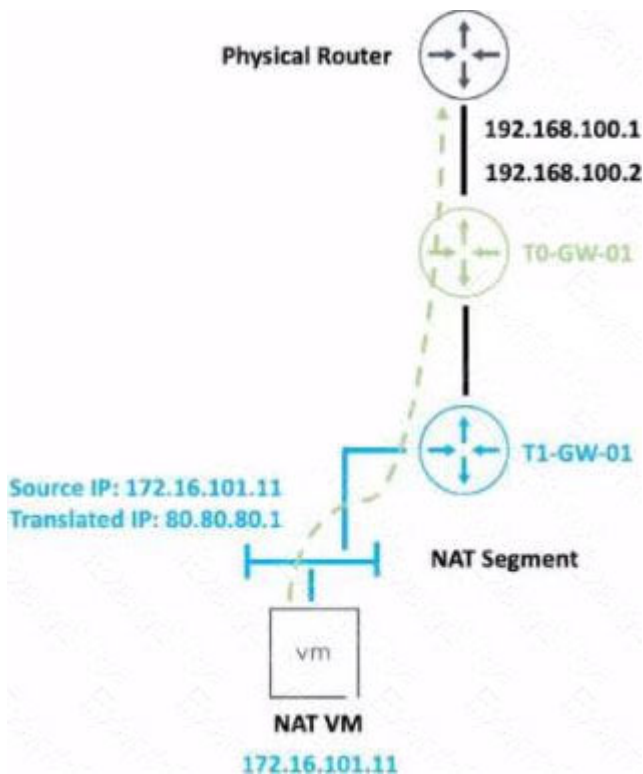 Physical Router
192.168.100.1
192.168.100.2
T0-GW-01
T1-GW-01
Source IP: 172.16.101.11
Translated IP: 80.80.80.1
NAT Segment
vm
NAT VM
172.16.101.11